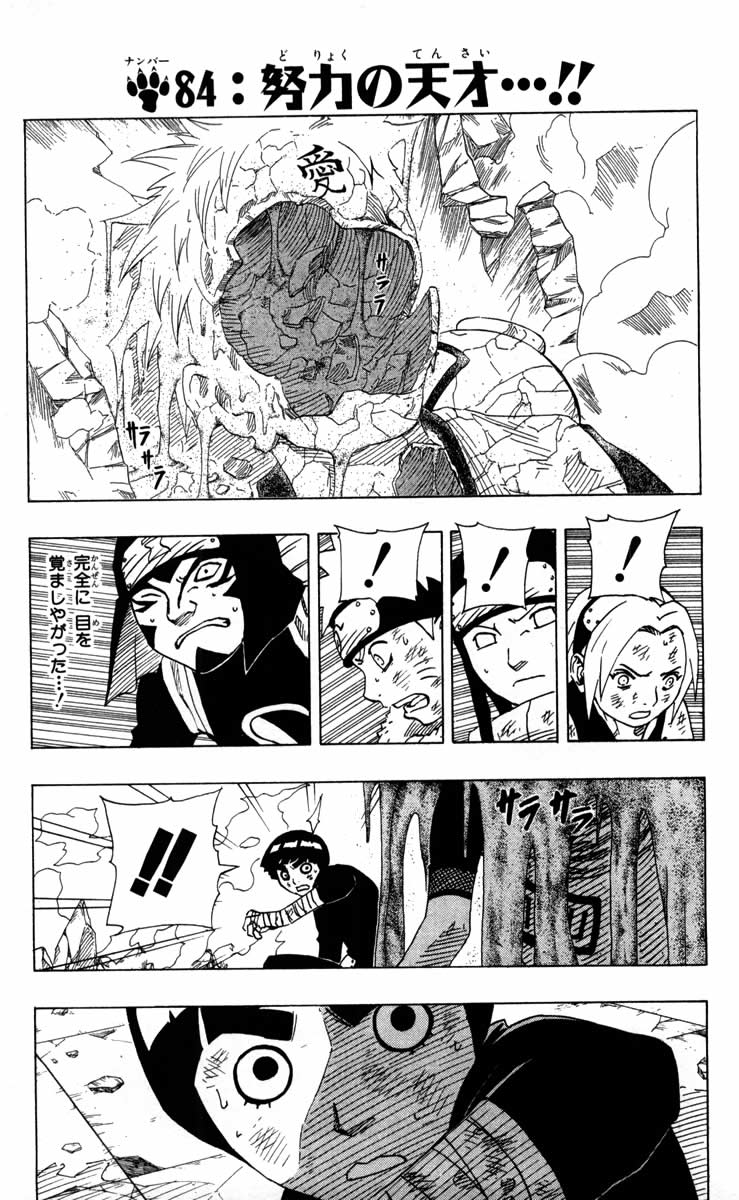 ナンバー
84:努力の天才…!!
どりょく てんさい
愛
サララ
サラサラ
!
!
!
完全に 目を
かんぜん め
覚ましやがった…!
さ
サラサラ
!!